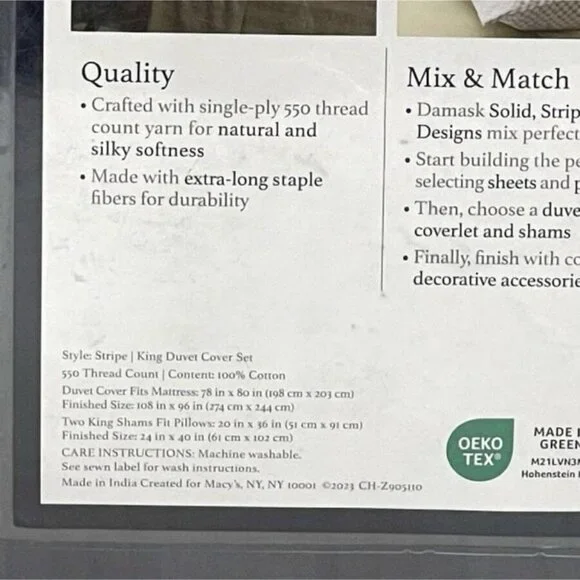 Quality
• Crafted with single-ply 550 thread
count yarn for natural and
silky softness
• Made with extra-long staple
fibers for durability
Mix & Match
• Damask Solid, Strip
Designs mix perfect
• Start building the pe
selecting sheets and p
• Then, choose a duve
coverlet and shams
• Finally, finish with co
decorative accessorie
Style: Stripe | King Duvet Cover Set
550 Thread Count | Content: 100% Cotton
Duvet Cover Fits Mattress: 78 in x 80 in (198 cm x 203 cm)
Finished Size: 108 in x 96 in (274 cm x 244 cm)
Two King Shams Fit Pillows: 20 in x 36 in (51 cm x 91 cm)
Finished Size: 24 in x 40 in (61 cm x 102 cm)
CARE INSTRUCTIONS: Machine washable.
See sewn label for wash instructions.
Made in India Created for Macy's, NY, NY 10001 ©2023 CH-Z905110
OEKO
TEX®
MADE
GREEN
M21LVN3
Hohenstein